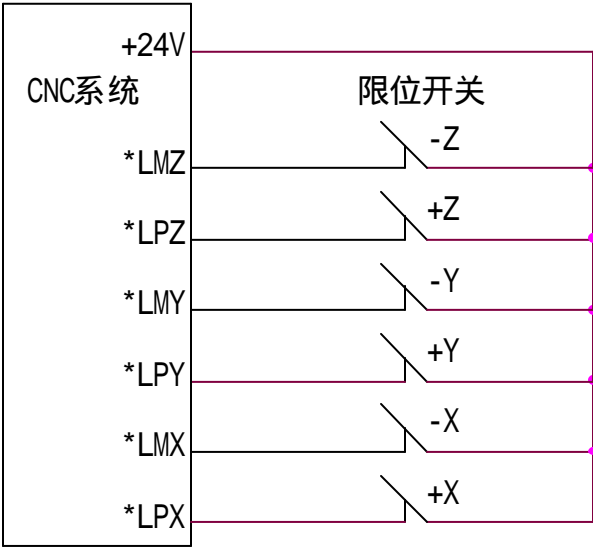 +24V
CNC系统
限位开关
-Z
*LMZ
+Z
*LPZ
-Y
*LMY
+Y
*LPY
-X
*LMX
+X
*LPX